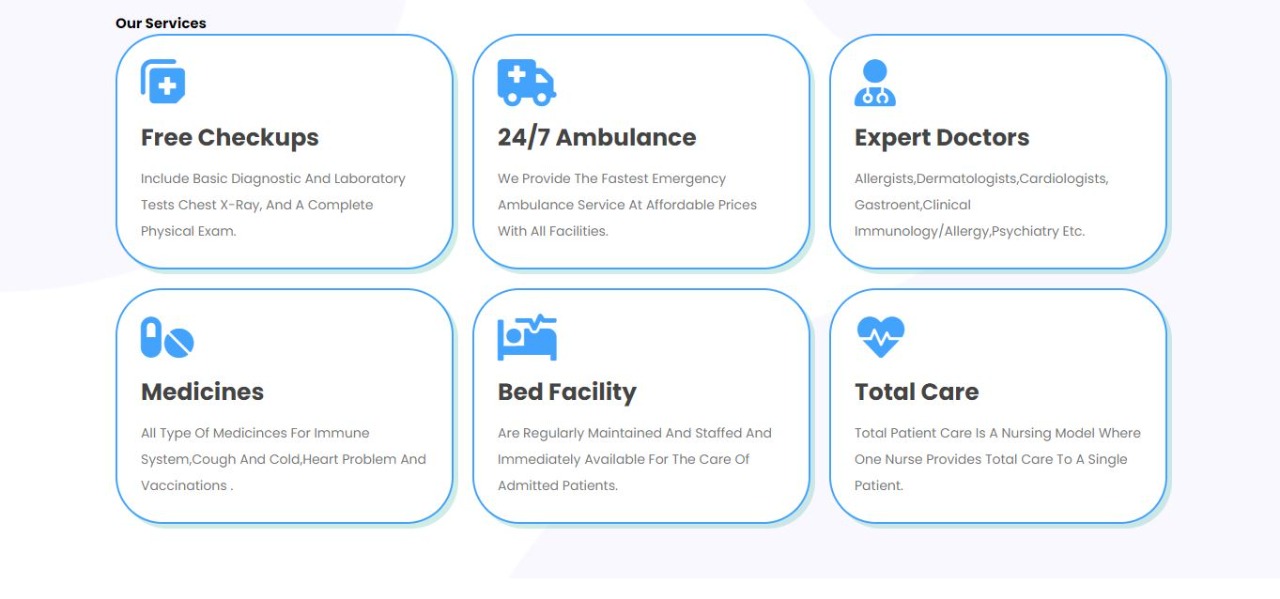 Our Services
Free Checkups
Include Basic Diagnostic And Laboratory
Tests Chest X-Ray, And A Complete
Physical Exam.
24/7 Ambulance
We Provide The Fastest Emergency
Ambulance Service At Affordable Prices
With All Facilities.
Expert Doctors
Allergists,Dermatologists,Cardiologists,
Gastroent,Clinical
Immunology/Allergy,Psychiatry Etc.
Medicines
All Type Of Medicinces For Immune
System,Cough And Cold,Heart Problem And
Vaccinations .
Bed Facility
Are Regularly Maintained And Staffed And
Immediately Available For The Care Of
Admitted Patients.
Total Care
Total Patient Care Is A Nursing Model Where
One Nurse Provides Total Care To A Single
Patient.